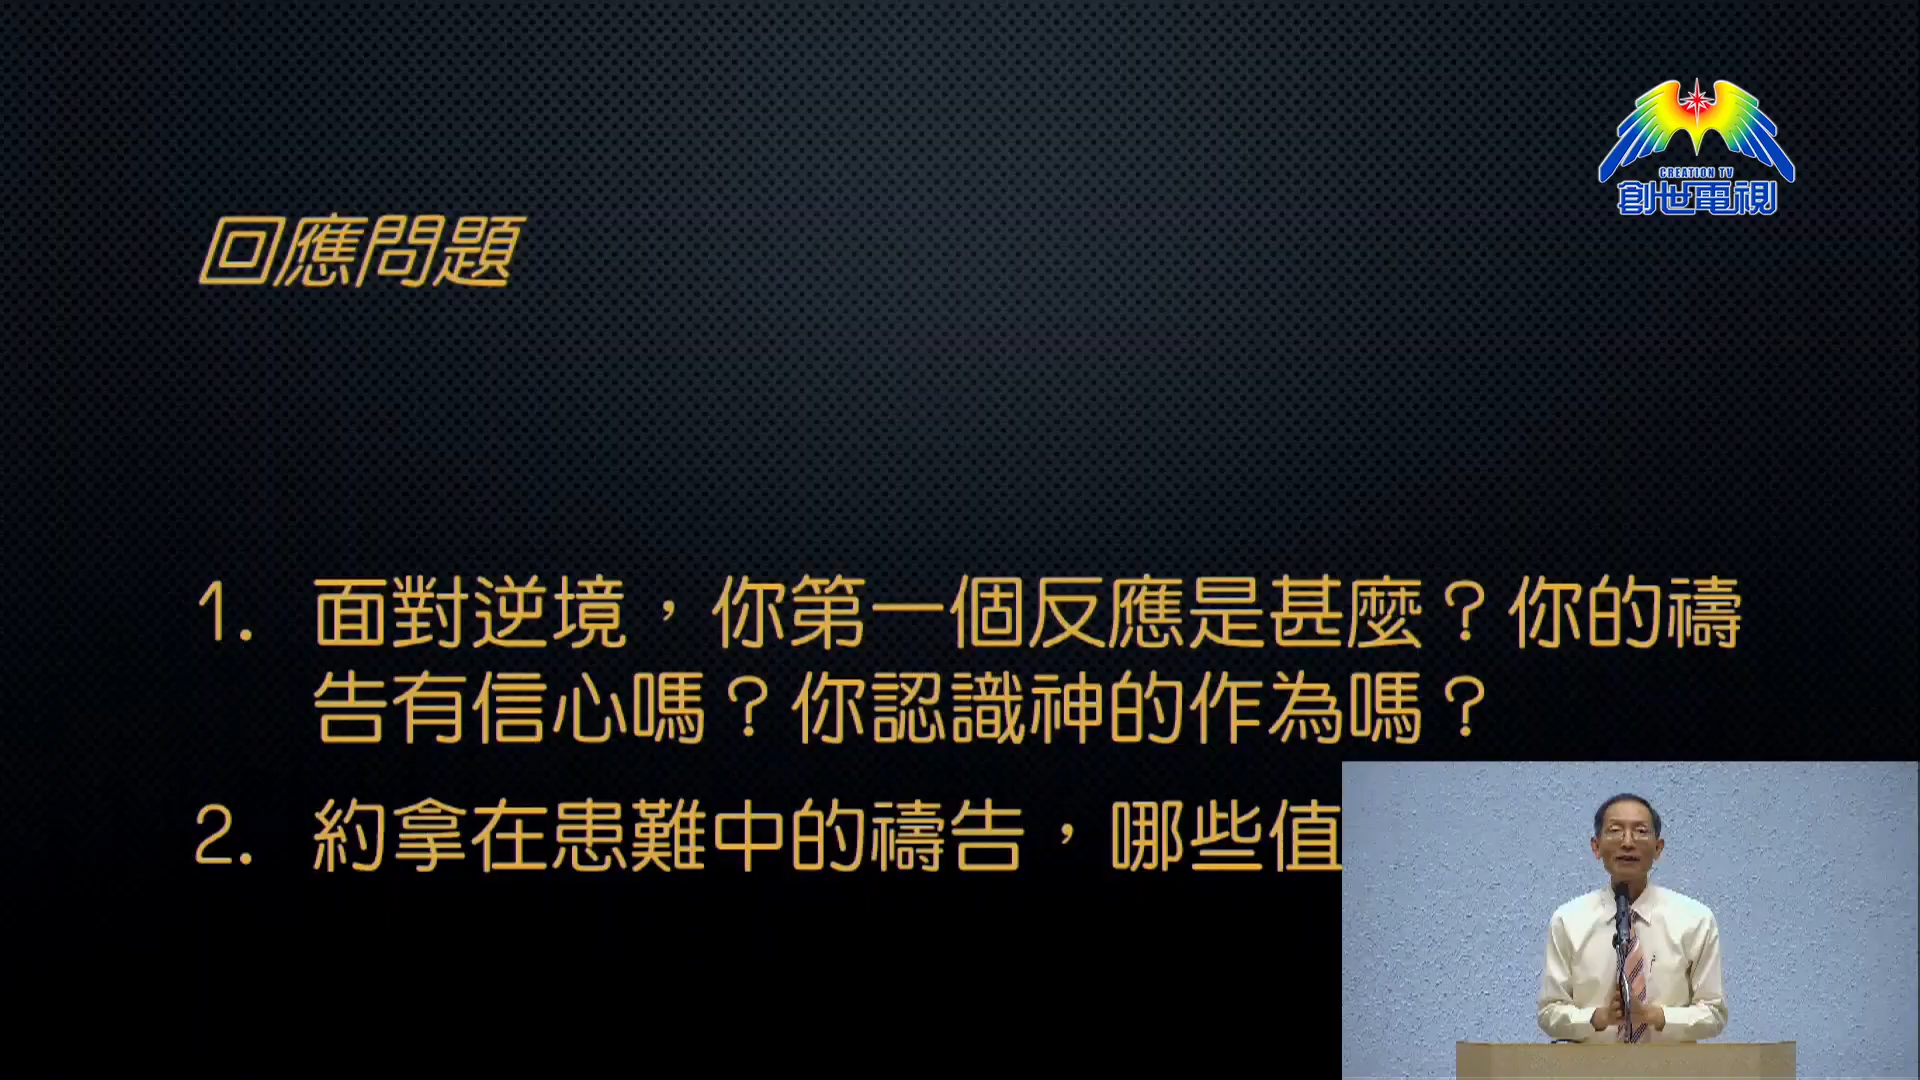 CREATION TV
創世電視
回應問題
1. 面對逆境，你第一個反應是甚麼？你的禱
告有信心嗎？你認識神的作為嗎？
2. 約拿在患難中的禱告，哪些值